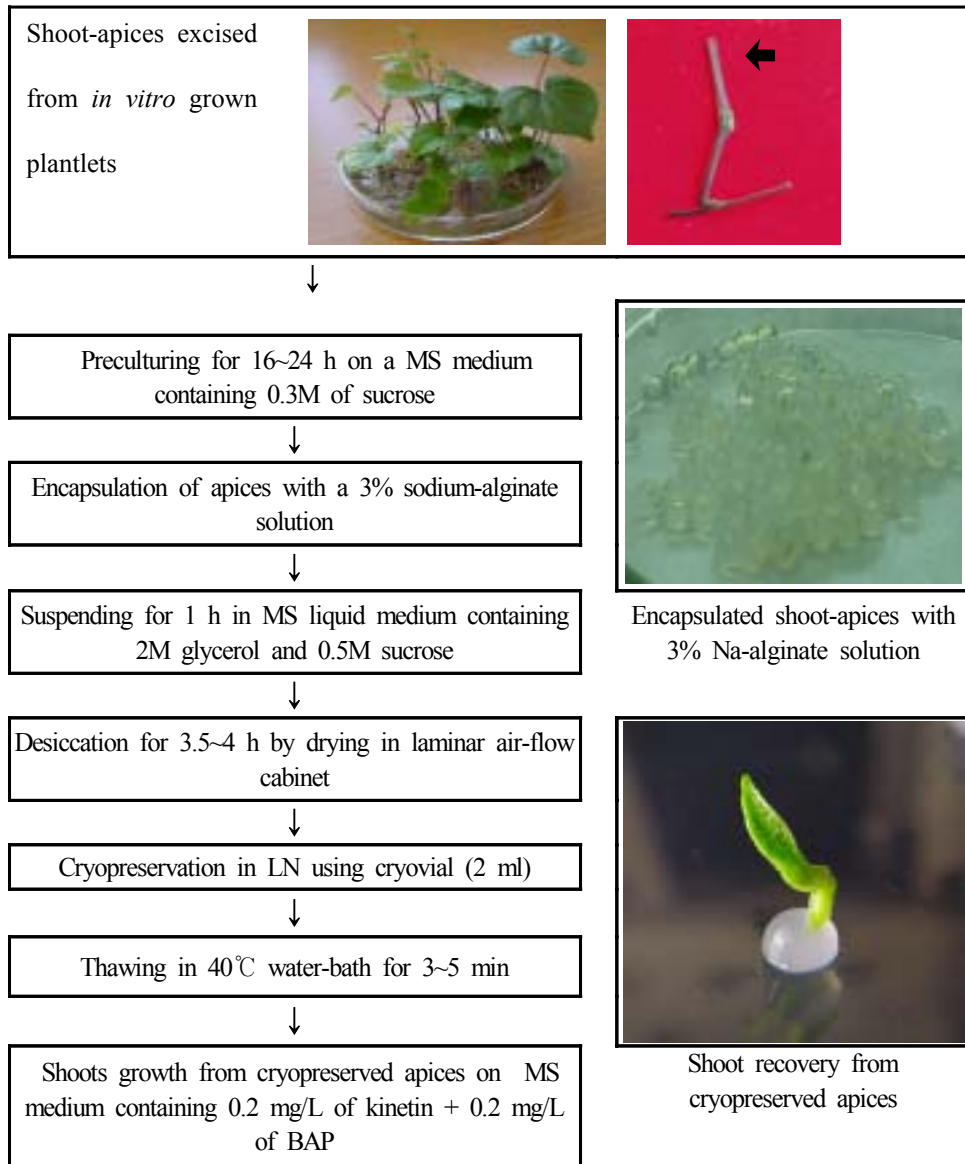 Shoot-apices excised
from in vitro grown
plantlets
↓
Preculturing for 16~24 h on a MS medium
containing 0.3M of sucrose
↓
Encapsulation of apices with a 3% sodium-alginate
solution
↓
Suspending for 1 h in MS liquid medium containing
2M glycerol and 0.5M sucrose
↓
Desiccation for 3.5~4 h by drying in laminar air-flow
cabinet
↓
Cryopreservation in LN using cryovial (2 ml)
↓
Thawing in 40℃ water-bath for 3~5 min
↓
Shoots growth from cryopreserved apices on MS
medium containing 0.2 mg/L of kinetin + 0.2 mg/L
of BAP
Encapsulated shoot-apices with
3% Na-alginate solution
Shoot recovery from
cryopreserved apices